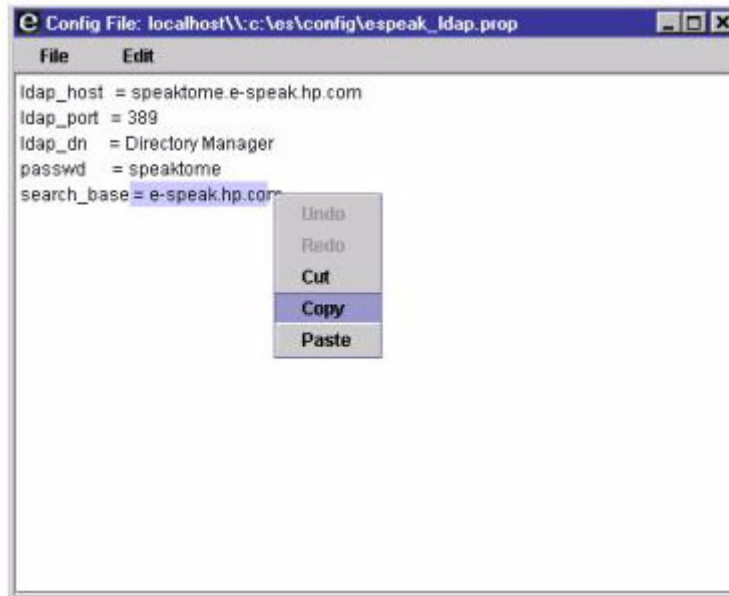 e Config File: localhost\\:c:\es\config\espeak_ldap.prop
File Edit
ldap_host = speaktome.e-speak.hp.com
ldap_port = 389
ldap_dn = Directory Manager
passwd = speaktome
search_base = e-speak.hp.com
Undo
Redo
Cut
Copy
Paste